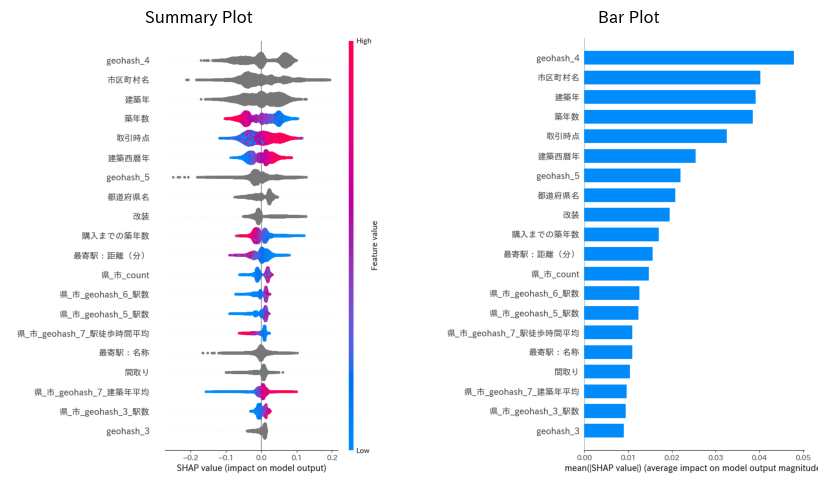 Summary Plot
Bar Plot
High
geohash_4
市区町村名
建築年
築年数
取引時点
建築西暦年
geohash_5
都道府県名
改装
購入までの築年数
最寄駅：距離（分）
県_市_count
県_市_geohash_6_駅数
県_市_geohash_5_駅数
県_市_geohash_7_駅徒歩時間平均
最寄駅：名称
間取り
県_市_geohash_7_建築年平均
県_市_geohash_3_駅数
geohash_3
Low
Feature value
−0.2 −0.1 0.0 0.1 0.2
SHAP value (impact on model output)
geohash_4
市区町村名
建築年
築年数
取引時点
建築西暦年
geohash_5
都道府県名
改装
購入までの築年数
最寄駅：距離（分）
県_市_count
県_市_geohash_6_駅数
県_市_geohash_5_駅数
県_市_geohash_7_駅徒歩時間平均
最寄駅：名称
間取り
県_市_geohash_7_建築年平均
県_市_geohash_3_駅数
geohash_3
0.00 0.01 0.02 0.03 0.04 0.05
mean(|SHAP value|) (average impact on model output magnitude